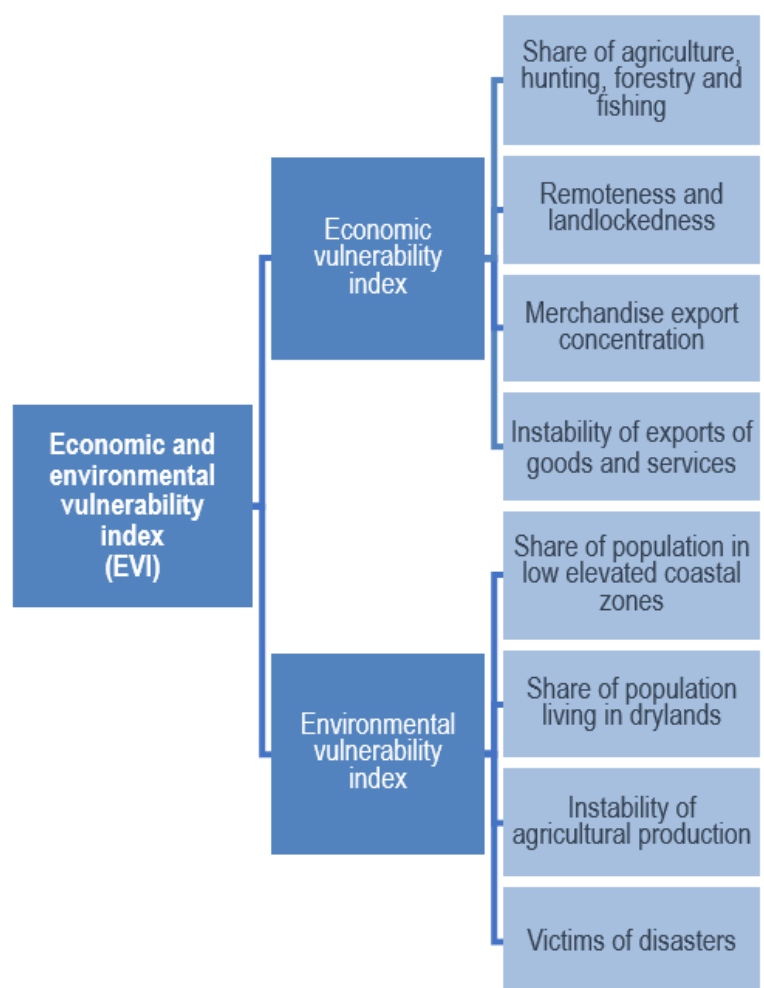 Economic and
environmental
vulnerability
index
(EVI)
Economic
vulnerability
index
Share of agriculture,
hunting, forestry and
fishing
Remoteness and
landlockedness
Merchandise export
concentration
Instability of exports of
goods and services
Environmental
vulnerability
index
Share of population in
low elevated coastal
zones
Share of population
living in drylands
Instability of
agricultural production
Victims of disasters